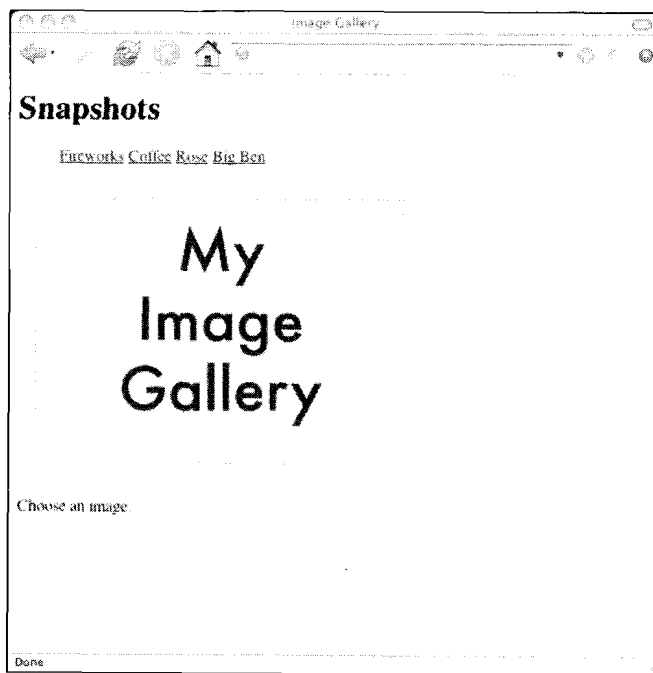 Image Gallery
Snapshots
Fireworks Coffee Rose Big Ben
My
Image
Gallery
Choose an image.
Done